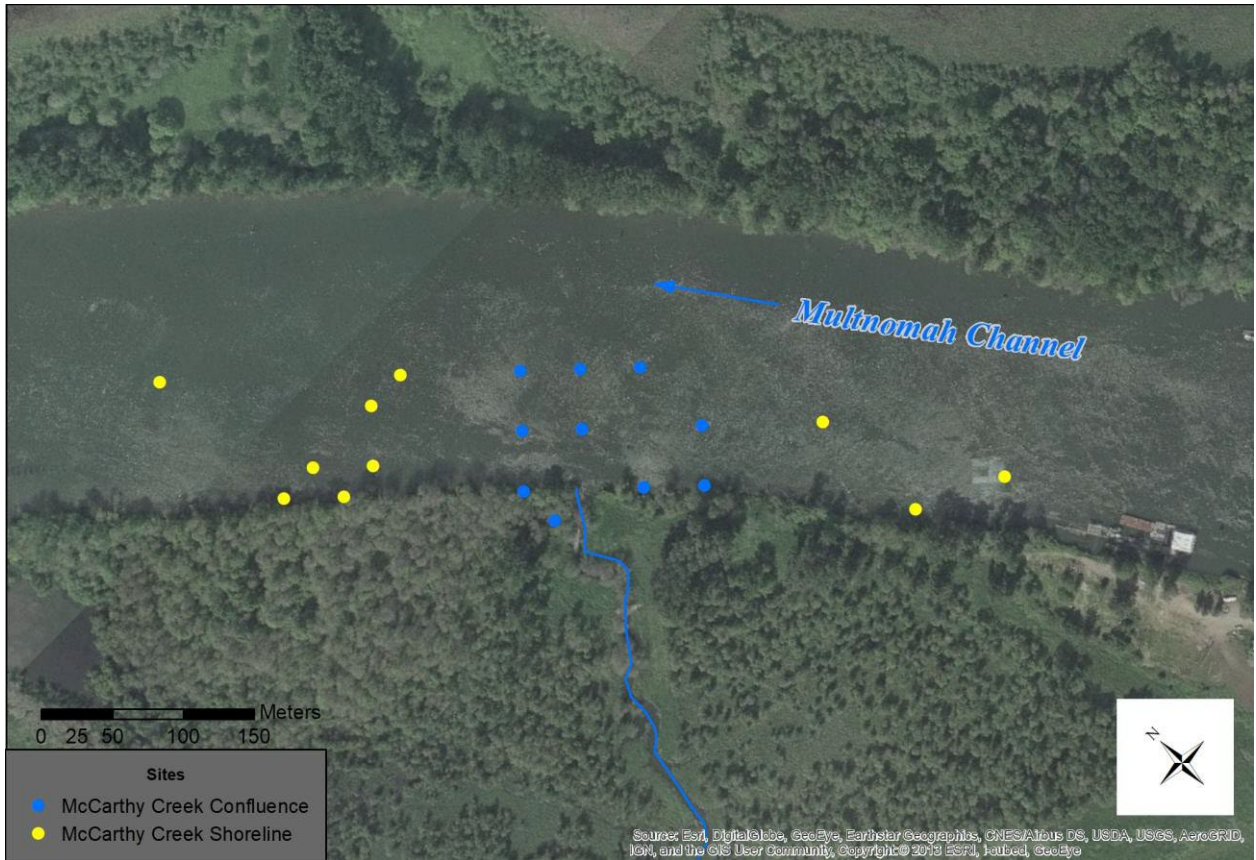 Multnomah Channel
Meters
0 25 50 100 150
N
Sites
McCarthy Creek Confluence
McCarthy Creek Shoreline
Source: Esri, DigitalGlobe, GeoEye, Earthstar Geographics, CNES/Airbus DS, USDA, USGS, AeroGRID,
IGN, and the GIS User Community, Copyright:© 2013 ESRI, i-cubed, GeoEye